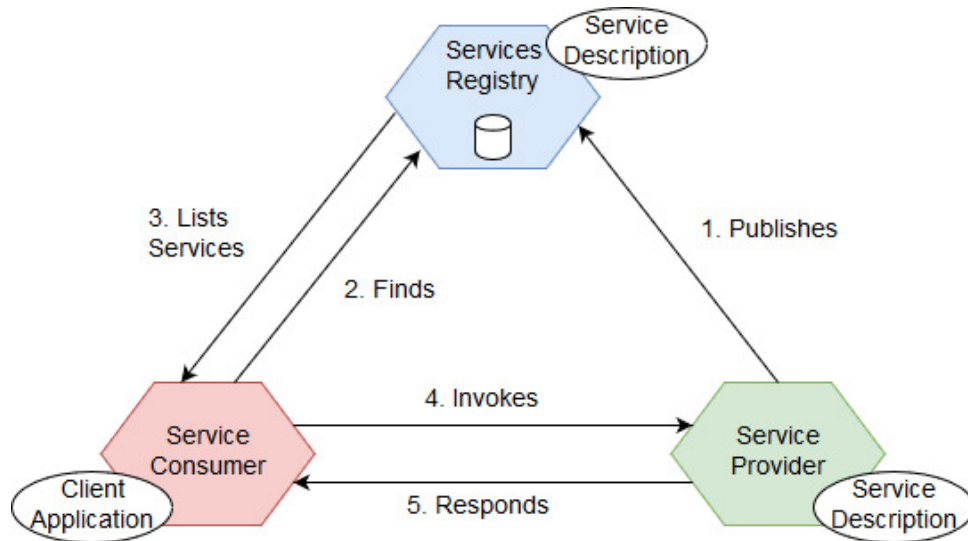 Services
Registry
Service
Description
3. Lists
Services
1. Publishes
2. Finds
4. Invokes
Service
Consumer
Service
Provider
Client
Application
5. Responds
Service
Description